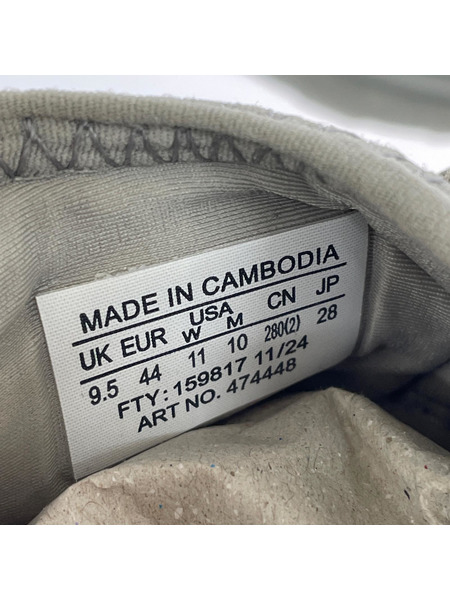 MADE IN CAMBODIA
UK EUR USA CN JP
W M
9.5 44 11 10 280(2) 28
FTY: 159817 11/24
ART NO. 474448